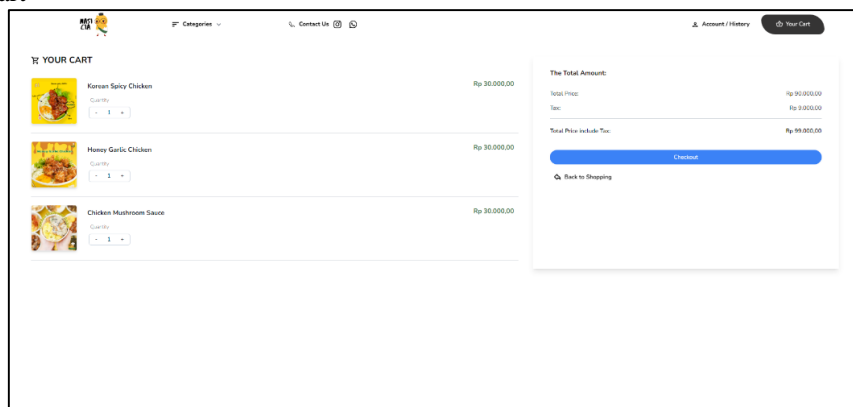 NASI
CIA
Categories
Contact Us
Account / History
Your Cart
YOUR CART
Korean Spicy Chicken
Rp 30.000,00
Quantity
- 1 +
Honey Garlic Chicken
Rp 30.000,00
Quantity
- 1 +
Chicken Mushroom Sauce
Rp 30.000,00
Quantity
- 1 +
The Total Amount:
Total Price:
Rp 90.000,00
Tax:
Rp 9.000,00
Total Price include Tax:
Rp 99.000,00
Checkout
Back to Shopping